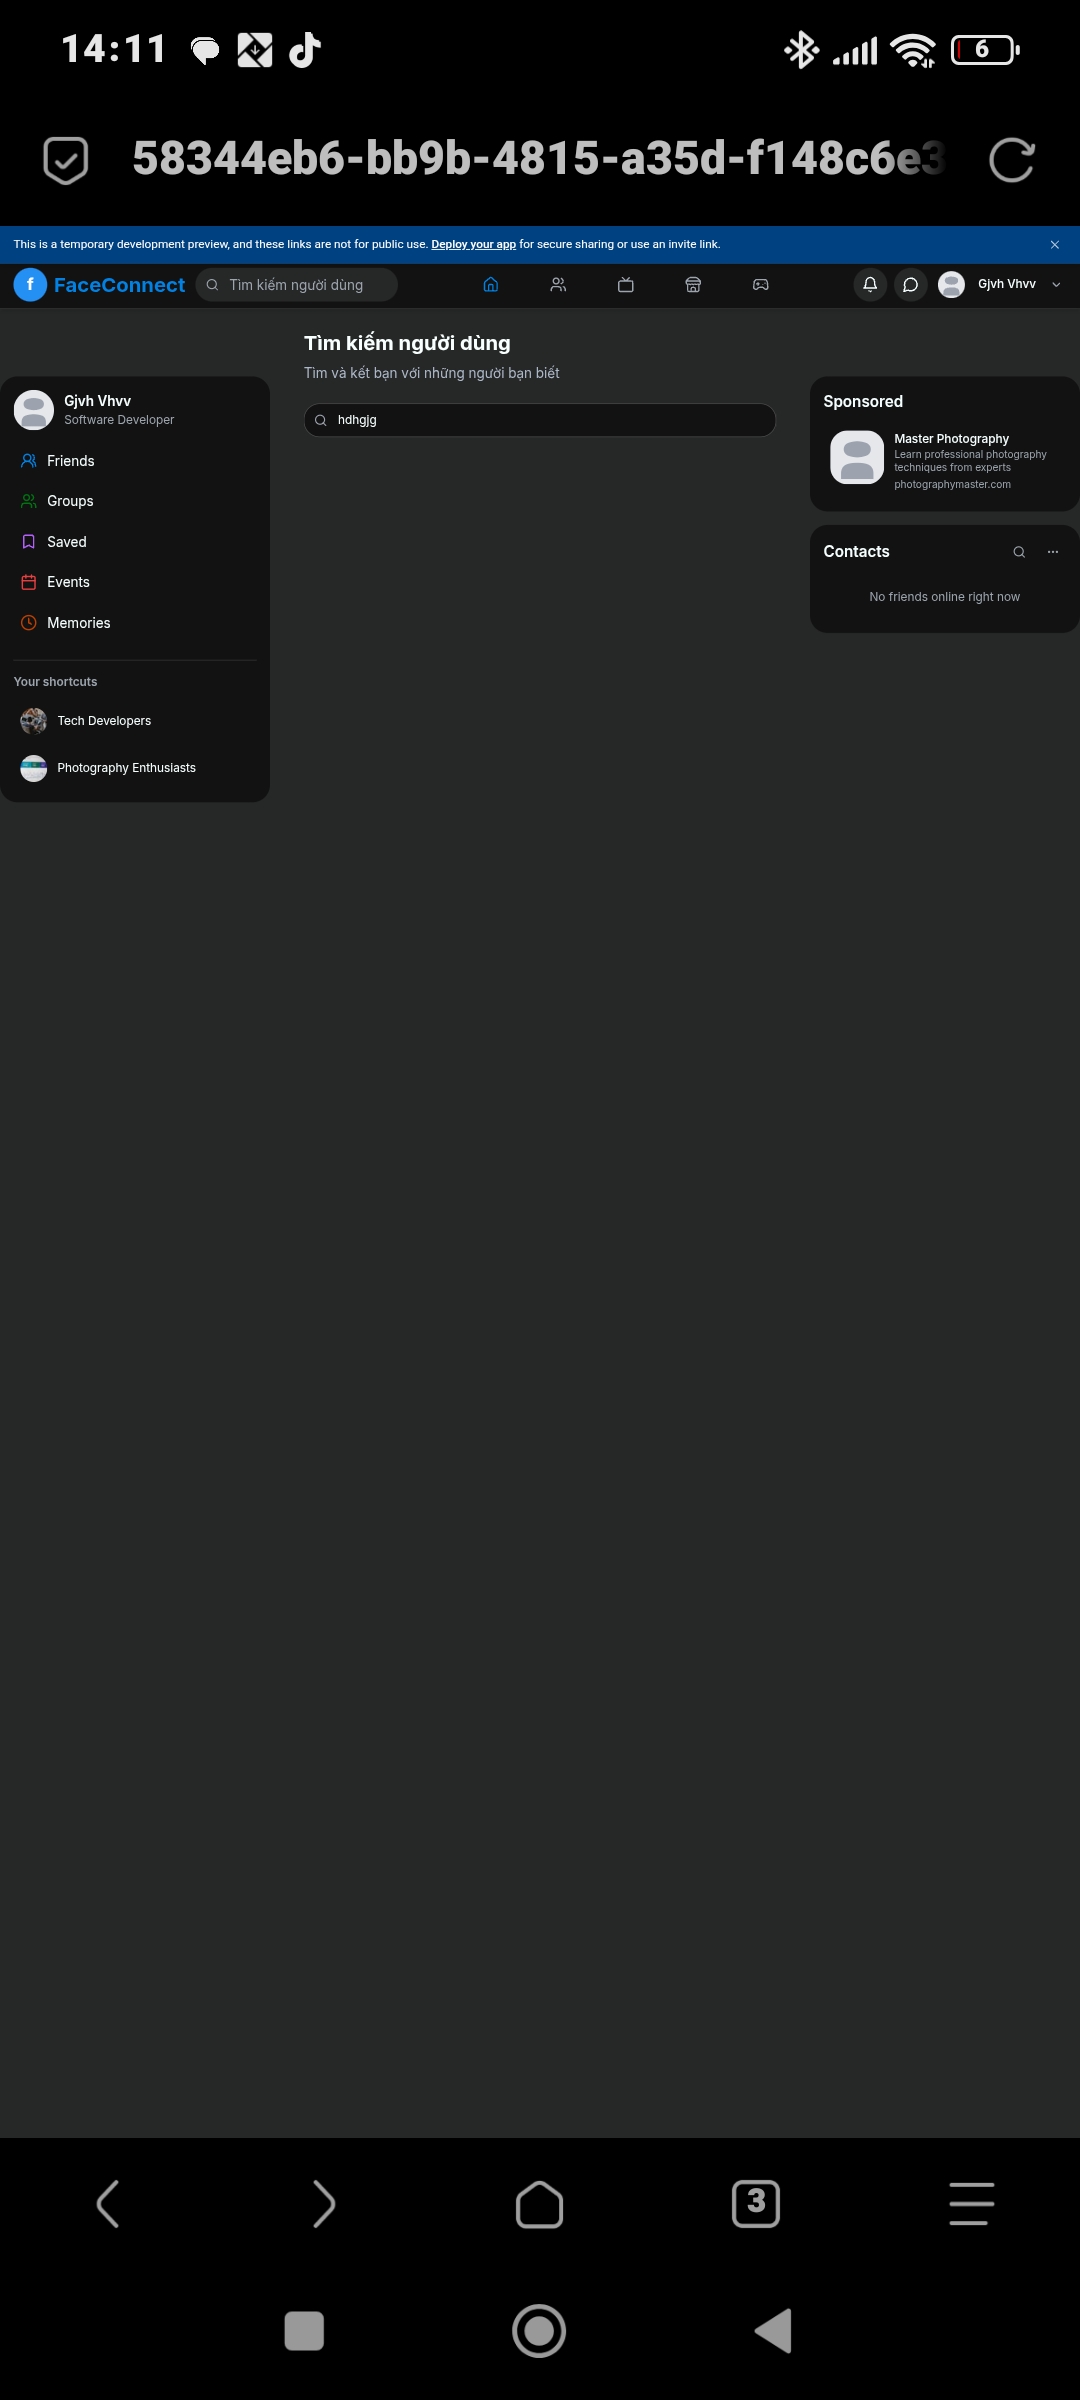 14:11
6
58344eb6-bb9b-4815-a35d-f148c6e3
This is a temporary development preview, and these links are not for public use. Deploy your app for secure sharing or use an invite link.
f FaceConnect
Tìm kiếm người dùng
Gjvh Vhvv
Tìm kiếm người dùng
Tìm và kết bạn với những người bạn biết
hdhgjg
Gjvh Vhvv
Software Developer
Friends
Groups
Saved
Events
Memories
Your shortcuts
Tech Developers
Photography Enthusiasts
Sponsored
Master Photography
Learn professional photography
techniques from experts
photographymaster.com
Contacts
No friends online right now
3